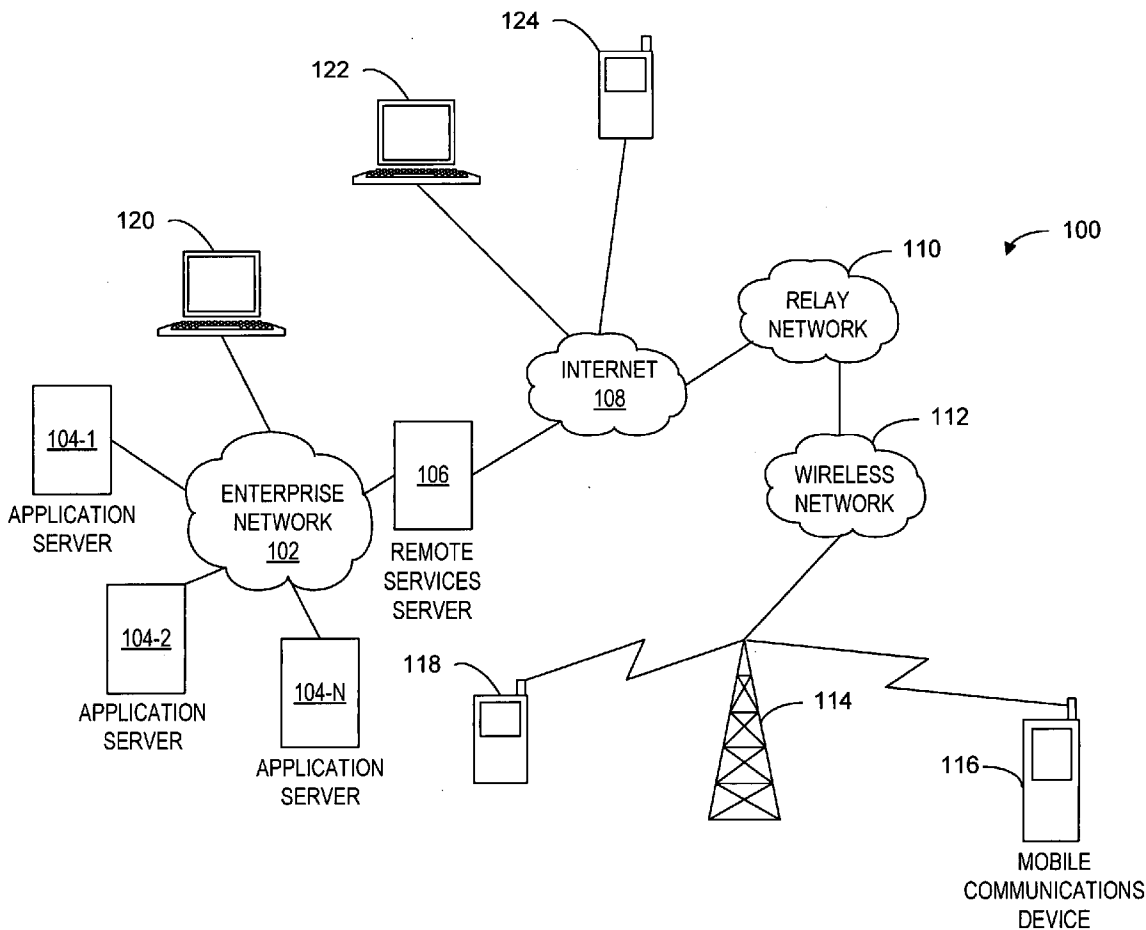 124
122
120
100
110
RELAY
NETWORK
INTERNET
108
112
WIRELESS
NETWORK
104-1
APPLICATION
SERVER
ENTERPRISE
NETWORK
102
106
REMOTE
SERVICES
SERVER
104-2
APPLICATION
SERVER
104-N
APPLICATION
SERVER
118
114
116
MOBILE
COMMUNICATIONS
DEVICE